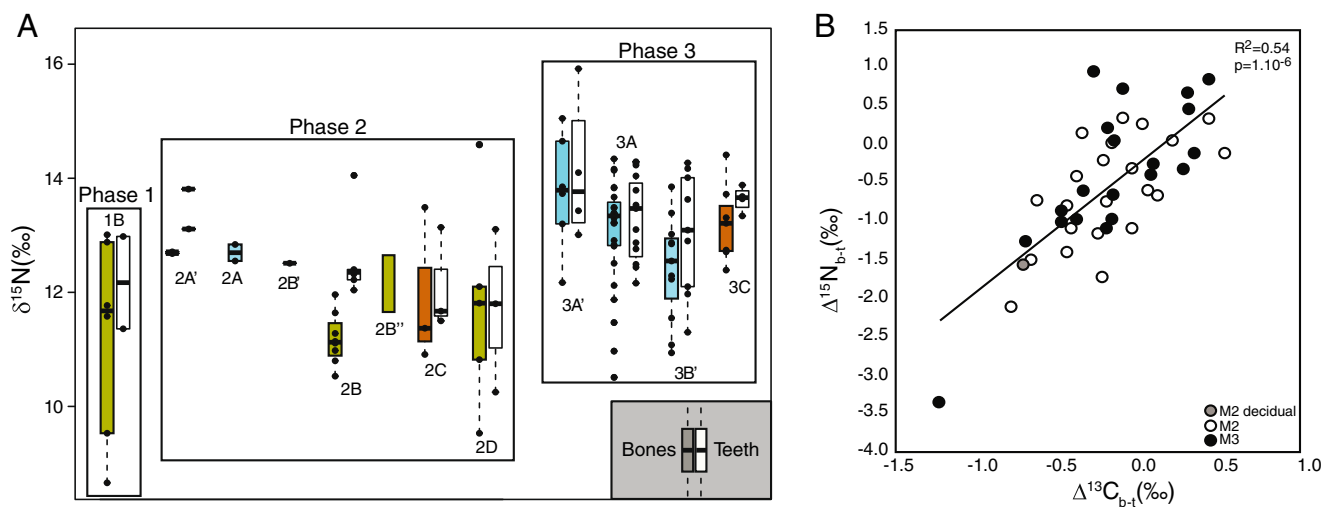 A
δ15N(‰)
16
14
12
10
Phase 1
1B
Phase 2
2A'
2A
2B'
2B
2B''
2C
2D
Phase 3
3A'
3A
3B'
3C
Bones
Teeth
B
Δ15Nb-t(‰)
1.5
1.0
0.5
0.0
-0.5
-1.0
-1.5
-2.0
-2.5
-3.0
-3.5
-4.0
R2=0.54
p=1.10-6
M2 decidual
M2
M3
-1.5 -1.0 -0.5 0.0 0.5 1.0
Δ13Cb-t(‰)